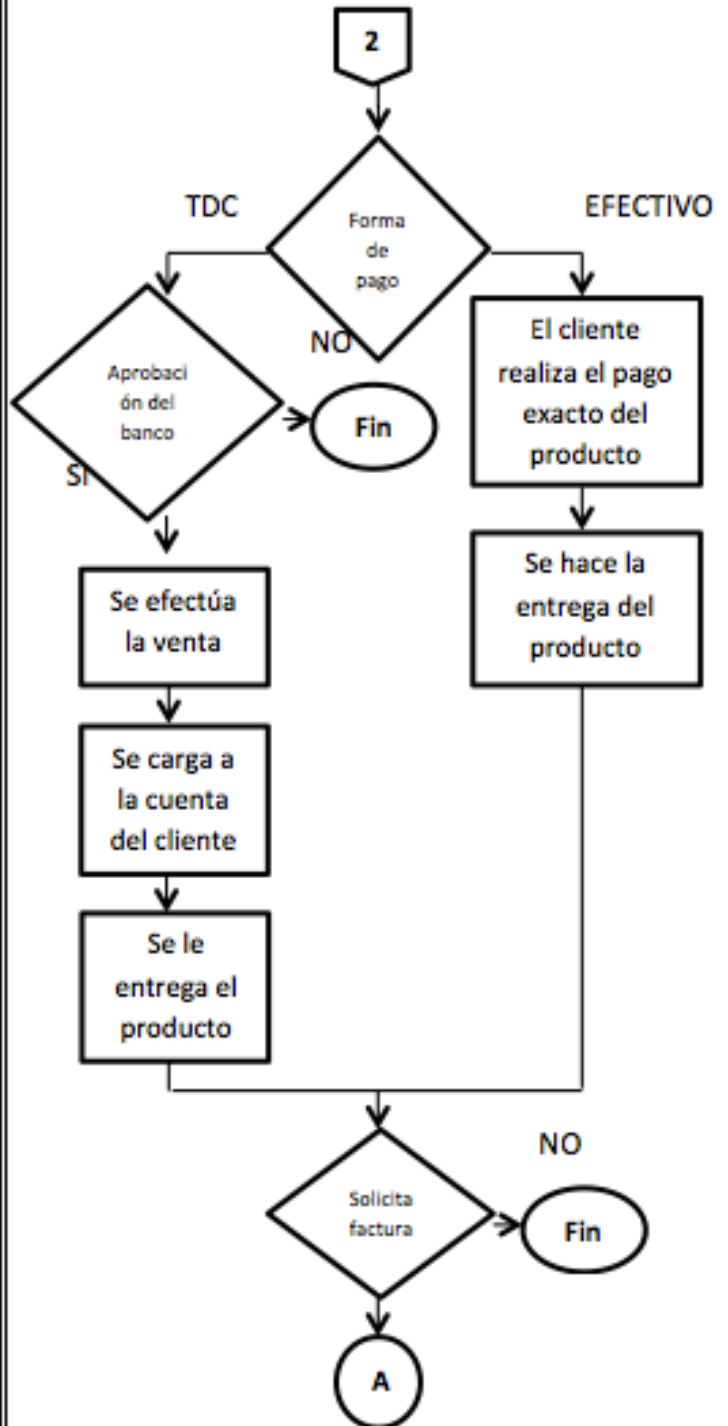 2
TDC
EFECTIVO
Forma
de
pago
NO
Aprobaci
ón del
banco
SI
Fin
El cliente
realiza el pago
exacto del
producto
Se hace la
entrega del
producto
Se efectúa
la venta
Se carga a
la cuenta
del cliente
Se le
entrega el
producto
Solicita
factura
NO
Fin
A